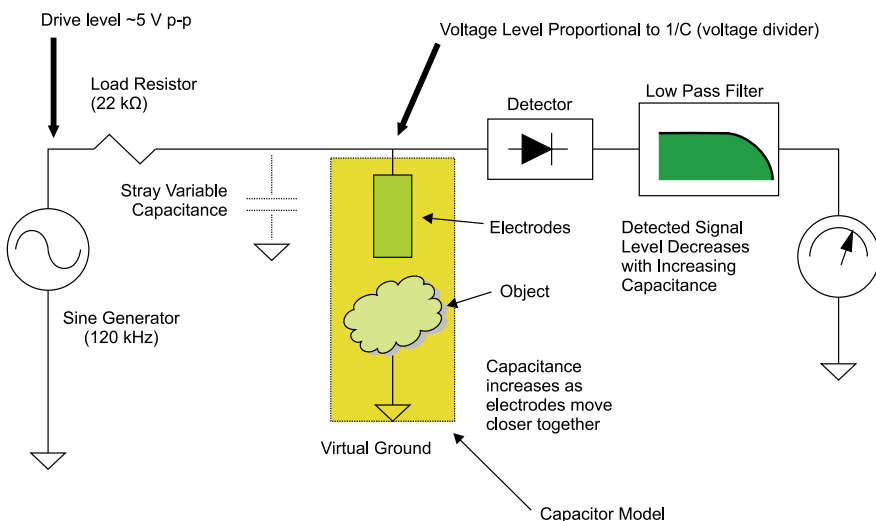 Drive level ~5 V p-p
Voltage Level Proportional to 1/C (voltage divider)
Load Resistor
(22 kΩ)
Detector
Low Pass Filter
Stray Variable
Capacitance
Electrodes
Detected Signal
Level Decreases
with Increasing
Capacitance
Object
Sine Generator
(120 kHz)
Capacitance
increases as
electrodes move
closer together
Virtual Ground
Capacitor Model